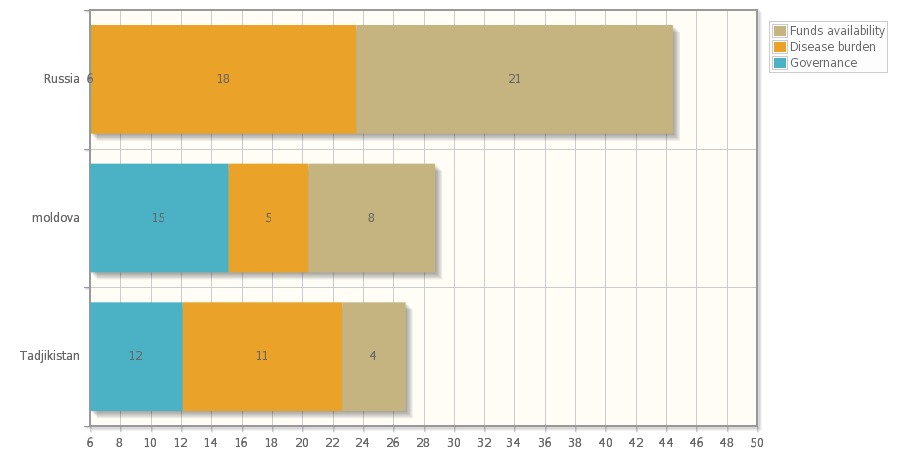 Funds availability
Disease burden
Governance
Russia 6 18 21
moldova 15 5 8
Tadjikistan 12 11 4
6 8 10 12 14 16 18 20 22 24 26 28 30 32 34 36 38 40 42 44 46 48 50